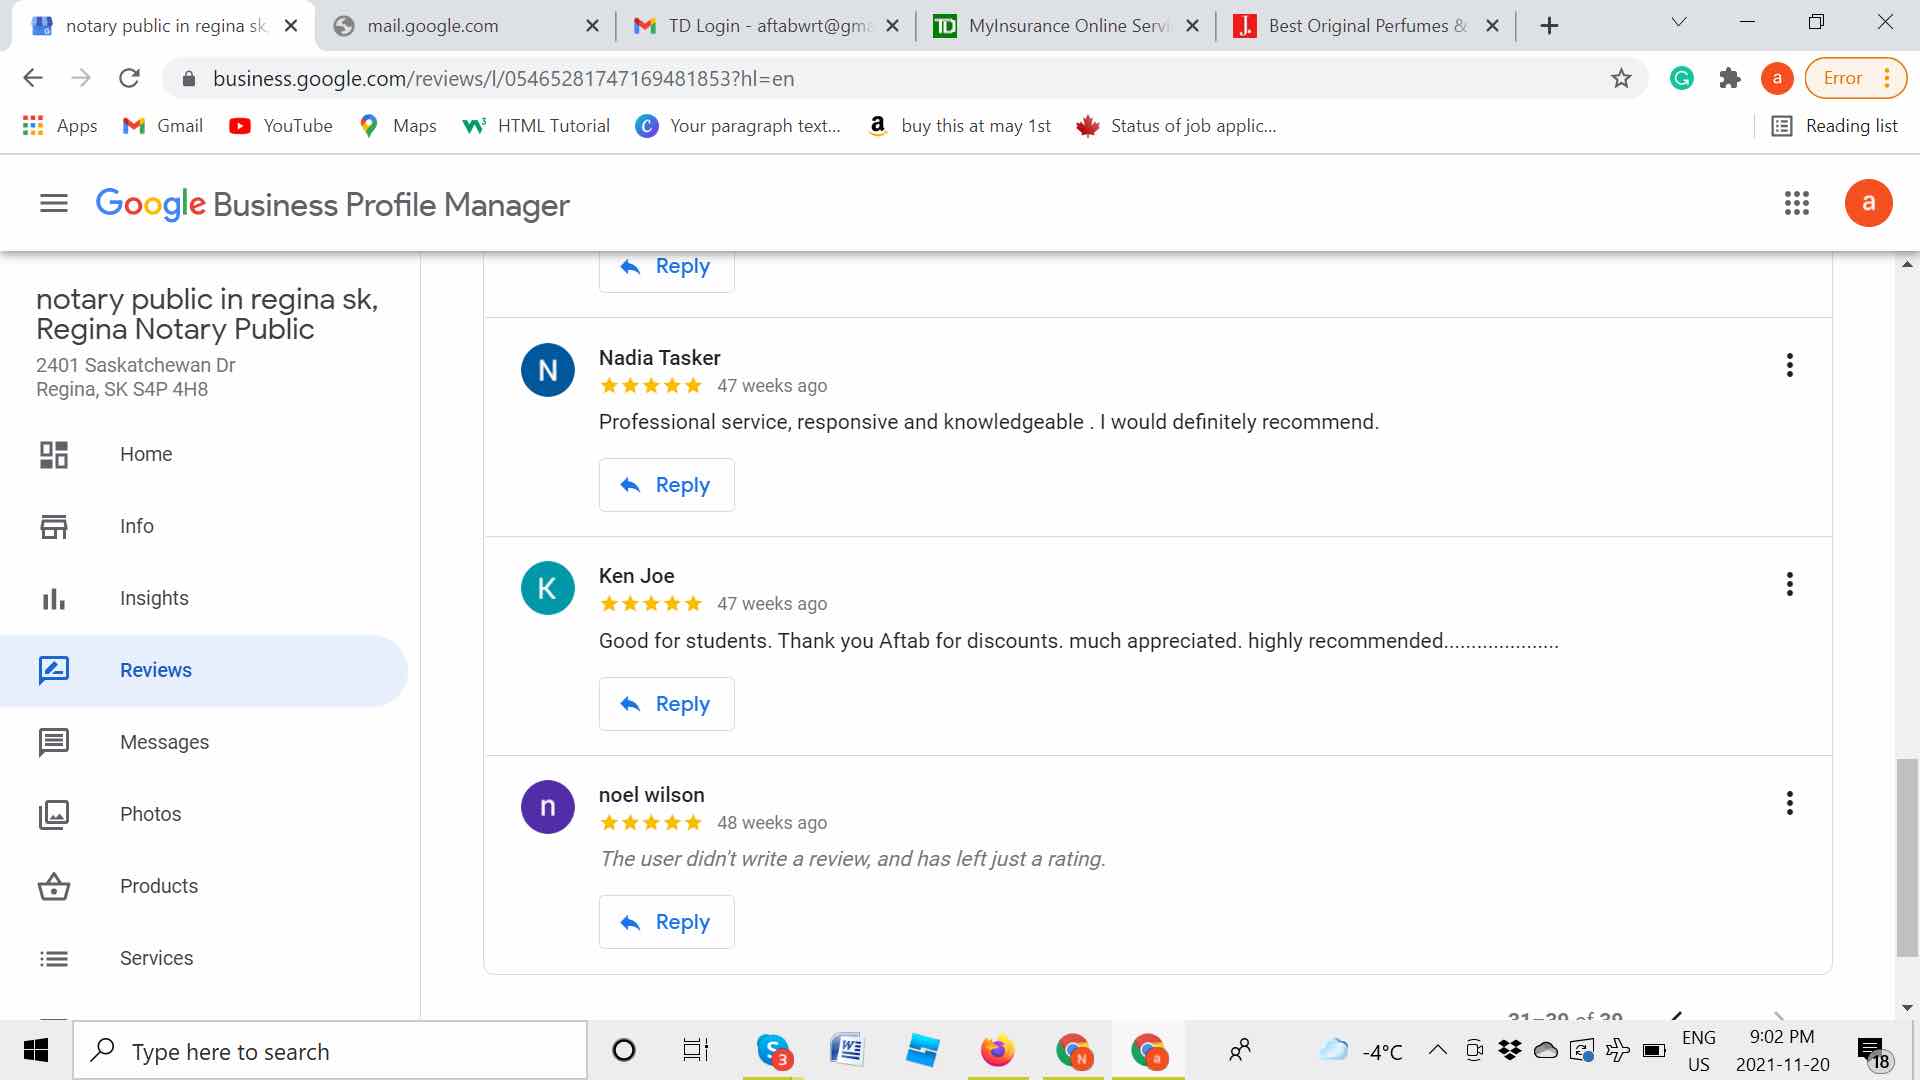 notary public in regina sk,
mail.google.com
TD Login - aftabwrt@gma
TD
MyInsurance Online Servi
J.
Best Original Perfumes &
business.google.com/reviews/l/05465281747169481853?hl=en
G
a
Error
Apps
Gmail
YouTube
Maps
HTML Tutorial
Your paragraph text...
buy this at may 1st
Status of job applic...
Reading list
Google Business Profile Manager
a
notary public in regina sk,
Regina Notary Public
2401 Saskatchewan Dr
Regina, SK S4P 4H8
Home
Info
Insights
Reviews
Messages
Photos
Products
Services
Reply
N
Nadia Tasker
47 weeks ago
Professional service, responsive and knowledgeable . I would definitely recommend.
Reply
K
Ken Joe
47 weeks ago
Good for students. Thank you Aftab for discounts. much appreciated. highly recommended.....................
Reply
n
noel wilson
48 weeks ago
The user didn't write a review, and has left just a rating.
Reply
31–39 of 39
Type here to search
3
N
a
-4°C
ENG
US
9:02 PM
2021-11-20
18